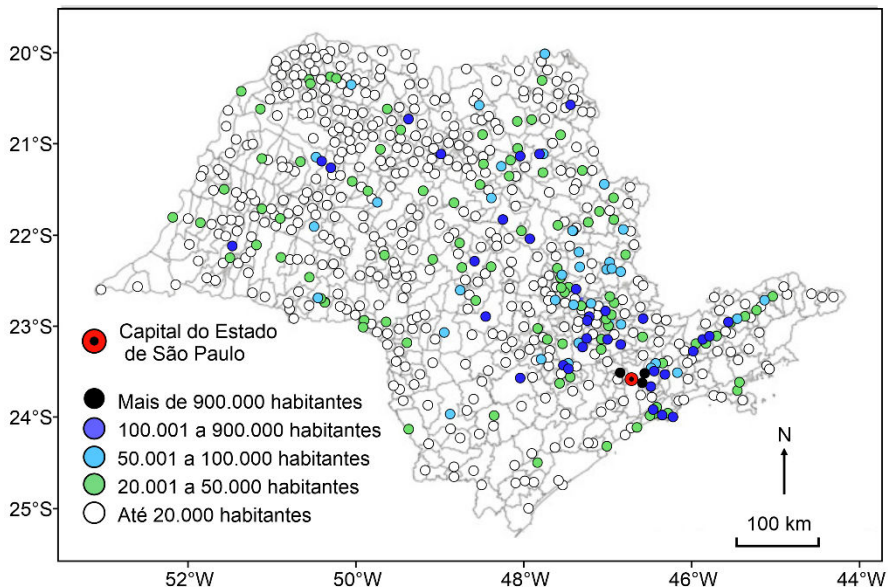 20°S
21°S
22°S
23°S
24°S
25°S
Capital do Estado
de São Paulo
Mais de 900.000 habitantes
100.001 a 900.000 habitantes
50.001 a 100.000 habitantes
20.001 a 50.000 habitantes
Até 20.000 habitantes
N
100 km
52°W
50°W
48°W
46°W
44°W